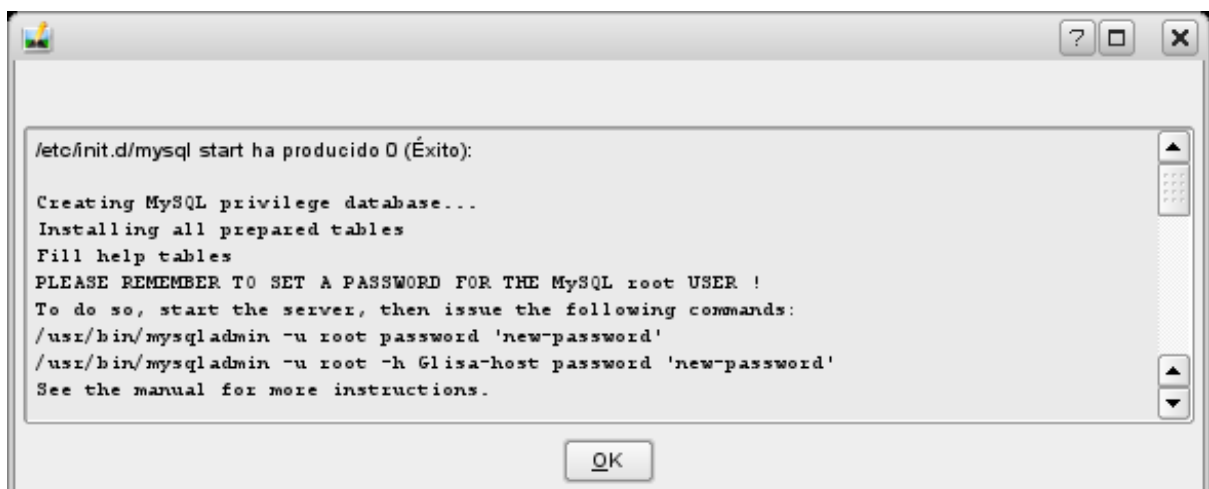 /etc/init.d/mysql start ha producido 0 (Éxito):
Creating MySQL privilege database...
Installing all prepared tables
Fill help tables
PLEASE REMEMBER TO SET A PASSWORD FOR THE MySQL root USER !
To do so, start the server, then issue the following commands:
/usr/bin/mysqladmin -u root password 'new-password'
/usr/bin/mysqladmin -u root -h Glisa-host password 'new-password'
See the manual for more instructions.
OK